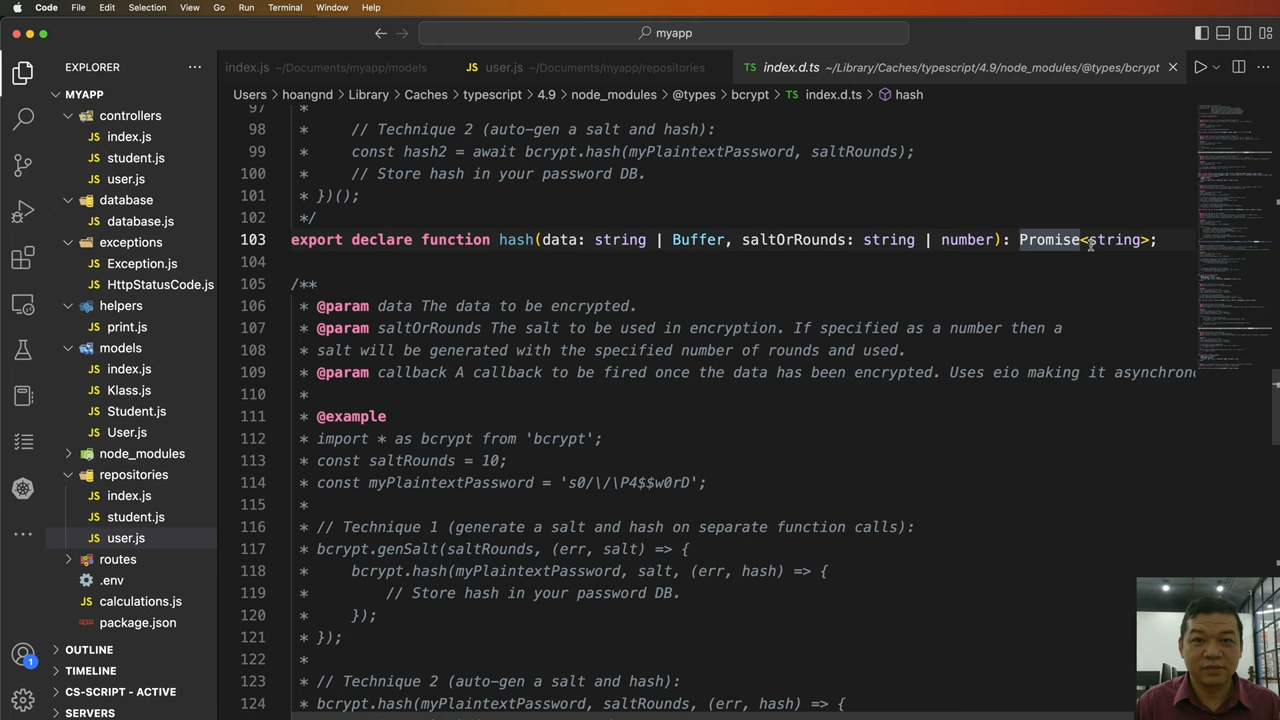 Code File Edit Selection View Go Run Terminal Window Help
myapp
EXPLORER
index.js ~/Documents/myapp/models
user.js ~/Documents/myapp/repositories
index.d.ts ~/Library/Caches/typescript/4.9/node_modules/@types/bcrypt
Users > hoangnd > Library > Caches > typescript > 4.9 > node_modules > @types > bcrypt > index.d.ts > hash
MYAPP
controllers
index.js
student.js
user.js
database
database.js
exceptions
Exception.js
HttpStatusCode.js
helpers
print.js
models
index.js
Klass.js
Student.js
User.js
node_modules
repositories
index.js
student.js
user.js
routes
.env
calculations.js
package.json
OUTLINE
TIMELINE
CS-SCRIPT - ACTIVE
SERVERS
1
97 *
98 * // Technique 2 (auto-gen a salt and hash):
99 * const hash2 = await bcrypt.hash(myPlaintextPassword, saltRounds);
100 * // Store hash in your password DB.
101 * })();
102 */
103 export declare function hash(data: string | Buffer, saltOrRounds: string | number): Promise<string>;
104
105 /**
106 * @param data The data to be encrypted.
107 * @param saltOrRounds The salt to be used in encryption. If specified as a number then a
108 * salt will be generated with the specified number of rounds and used.
109 * @param callback A callback to be fired once the data has been encrypted. Uses eio making it asynchrono
110 *
111 * @example
112 * import * as bcrypt from 'bcrypt';
113 * const saltRounds = 10;
114 * const myPlaintextPassword = 's0/\/\P4$$w0rD';
115 *
116 * // Technique 1 (generate a salt and hash on separate function calls):
117 * bcrypt.genSalt(saltRounds, (err, salt) => {
118 * bcrypt.hash(myPlaintextPassword, salt, (err, hash) => {
119 * // Store hash in your password DB.
120 * });
121 * });
122 *
123 * // Technique 2 (auto-gen a salt and hash):
124 * bcrypt.hash(myPlaintextPassword, saltRounds, (err, hash) => {